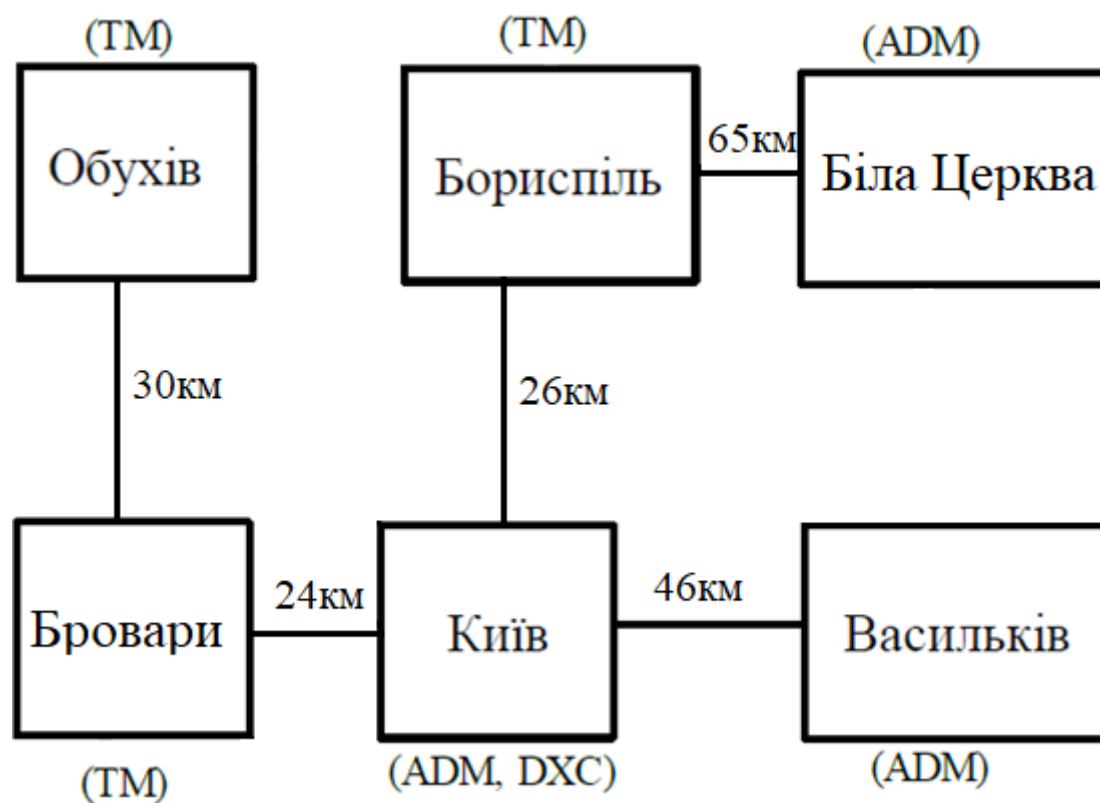 (TM)
(TM)
(ADM)
Обухів
Бориспіль
65км
Біла Церква
30км
26км
Бровари
24км
Київ
46км
Васильків
(TM)
(ADM, DXC)
(ADM)